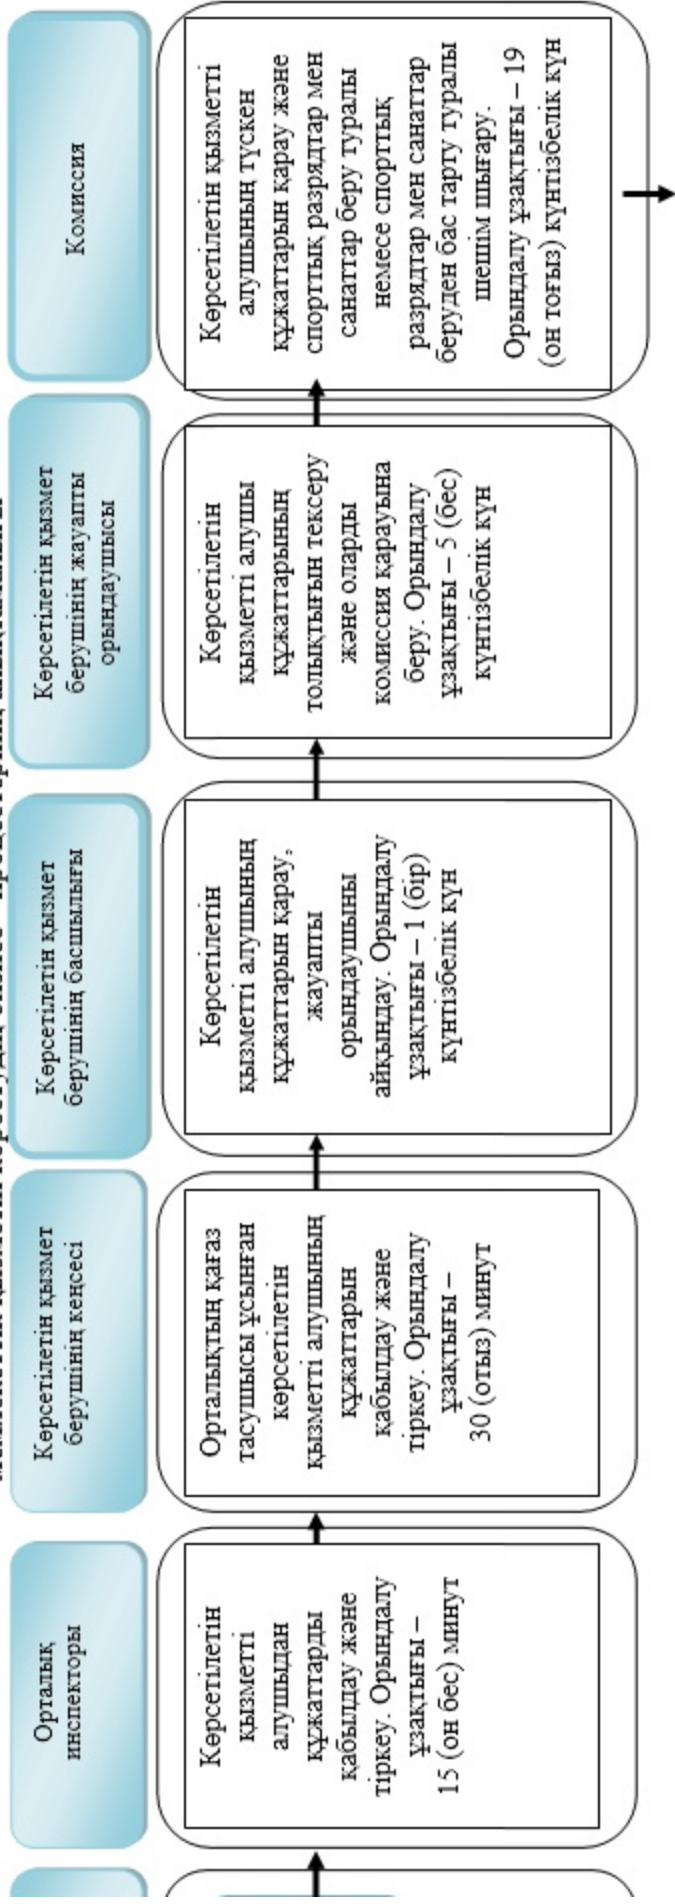 Орталық
инспекторы
Көрсетілетін қызмет
берушінің кеңсесі
Көрсетілетін қызмет
берушінің басшылығы
Көрсетілетін қызмет
берушінің жауапты
орындаушысы
Комиссия
Көрсетілетін
қызметті
алушыдан
құжаттарды
қабылдау және
тіркеу. Орындалу
ұзақтығы –
15 (он бес) минут
Орталықтың қағаз
тасушысы ұсынған
көрсетілетін
қызметті алушының
құжаттарын
қабылдау және
тіркеу. Орындалу
ұзақтығы –
30 (отыз) минут
Көрсетілетін
қызметті алушының
құжаттарын қарау,
жауапты
орындаушыны
айқындау. Орындалу
ұзақтығы – 1 (бір)
күнтізбелік күн
Көрсетілетін
қызметті алушы
құжаттарының
толықтығын тексеру
және оларды
комиссия қарауына
беру. Орындалу
ұзақтығы – 5 (бес)
күнтізбелік күн
Көрсетілетін қызметті
алушының түскен
құжаттарын қарау және
спорттық разрядтар мен
санаттар беру туралы
немесе спорттық
разрядтар мен санаттар
беруден бас тарту туралы
шешім шығару.
Орындалу ұзақтығы – 19
(он тоғыз) күнтізбелік күн